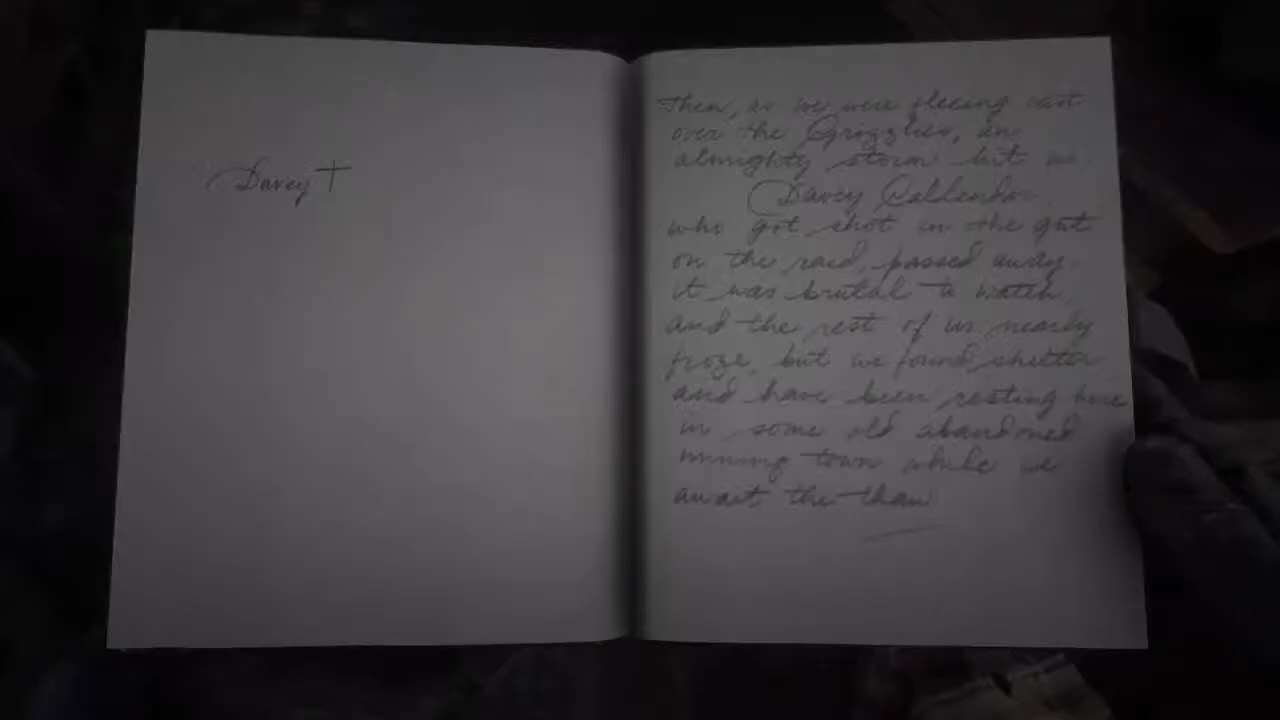 Davey †
Then, as we were fleeing east
over the Grizzlies, an
almighty storm hit us.
Davey Callendar,
who got shot in the gut
on the raid, passed away.
it was brutal to watch
and the rest of us nearly
froze, but we found shelter
and have been resting here
in some old abandoned
mining town while we
await the thaw